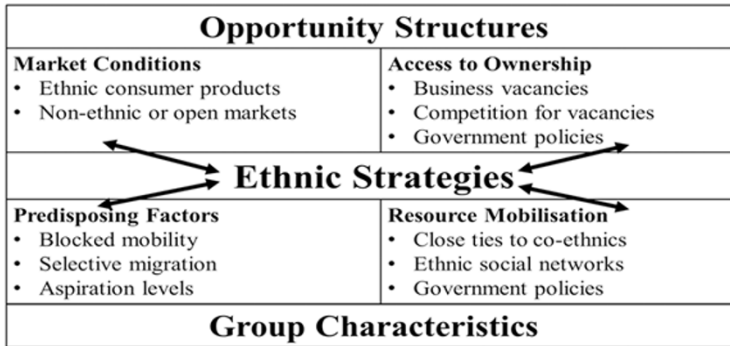 Opportunity Structures
Market Conditions
• Ethnic consumer products
• Non-ethnic or open markets
Access to Ownership
• Business vacancies
• Competition for vacancies
• Government policies
Ethnic Strategies
Predisposing Factors
• Blocked mobility
• Selective migration
• Aspiration levels
Resource Mobilisation
• Close ties to co-ethnics
• Ethnic social networks
• Government policies
Group Characteristics